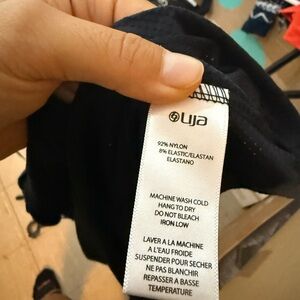 uja
92% NYLON
8% ELASTIC/ELASTAN
ELASTANO
MACHINE WASH COLD
HANG TO DRY
DO NOT BLEACH
IRON LOW
LAVER A LA MACHINE
A L'EAU FROIDE
SUSPENDRE POUR SECHER
NE PAS BLANCHIR
REPASSER A BASSE
TEMPERATURE